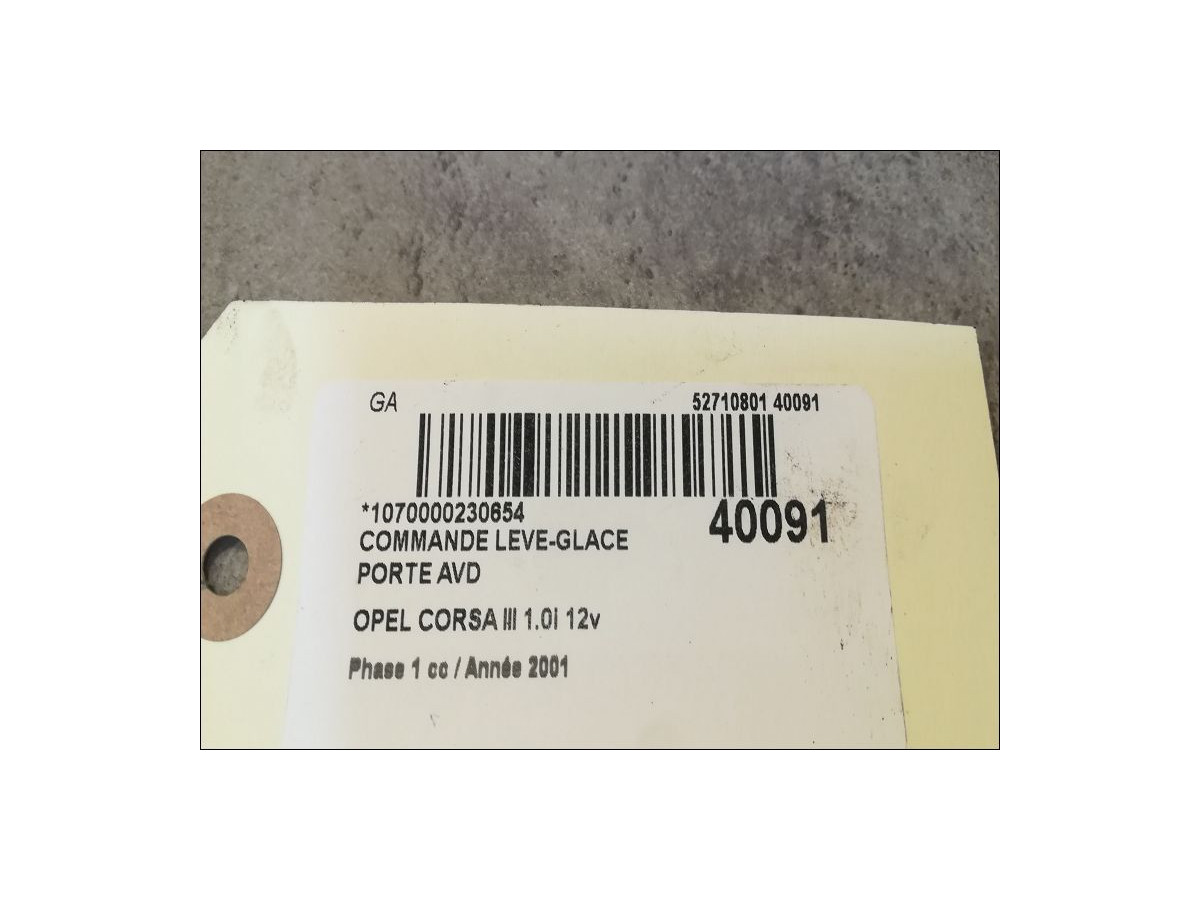 GA 52710801 40091
*1070000230654
40091
COMMANDE LEVE-GLACE
PORTE AVD
OPEL CORSA III 1.0i 12v
Phase 1 cc / Année 2001